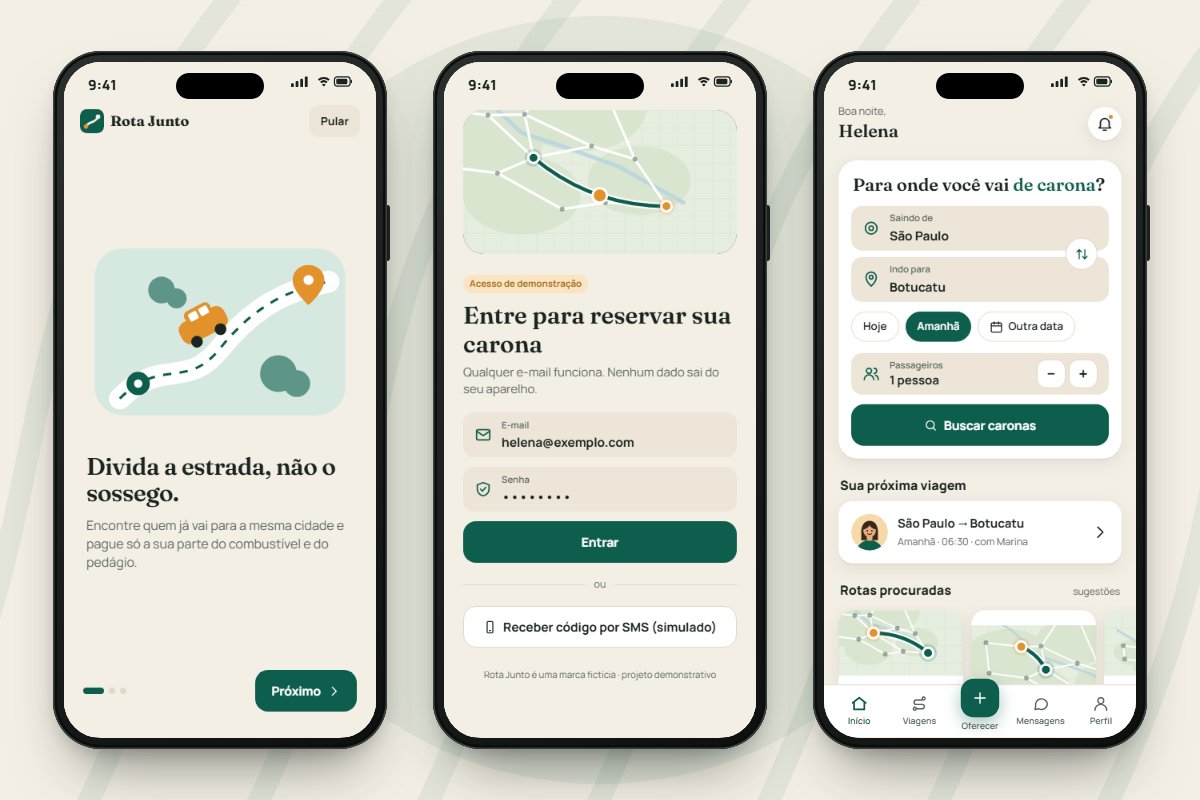 9:41
Rota Junto
Pular
Divida a estrada, não o
sossego.
Encontre quem já vai para a mesma cidade e
pague só a sua parte do combustível e do
pedágio.
Próximo
9:41
Acesso de demonstração
Entre para reservar sua
carona
Qualquer e-mail funciona. Nenhum dado sai do
seu aparelho.
E-mail
helena@exemplo.com
Senha
••••••••
Entrar
ou
Receber código por SMS (simulado)
Rota Junto é uma marca fictícia · projeto demonstrativo
9:41
Boa noite,
Helena
Para onde você vai de carona?
Saindo de
São Paulo
Indo para
Botucatu
Hoje
Amanhã
Outra data
Passageiros
1 pessoa
− +
Buscar caronas
Sua próxima viagem
São Paulo → Botucatu
Amanhã · 06:30 · com Marina
Rotas procuradas
sugestões
Início
Viagens
Oferecer
Mensagens
Perfil